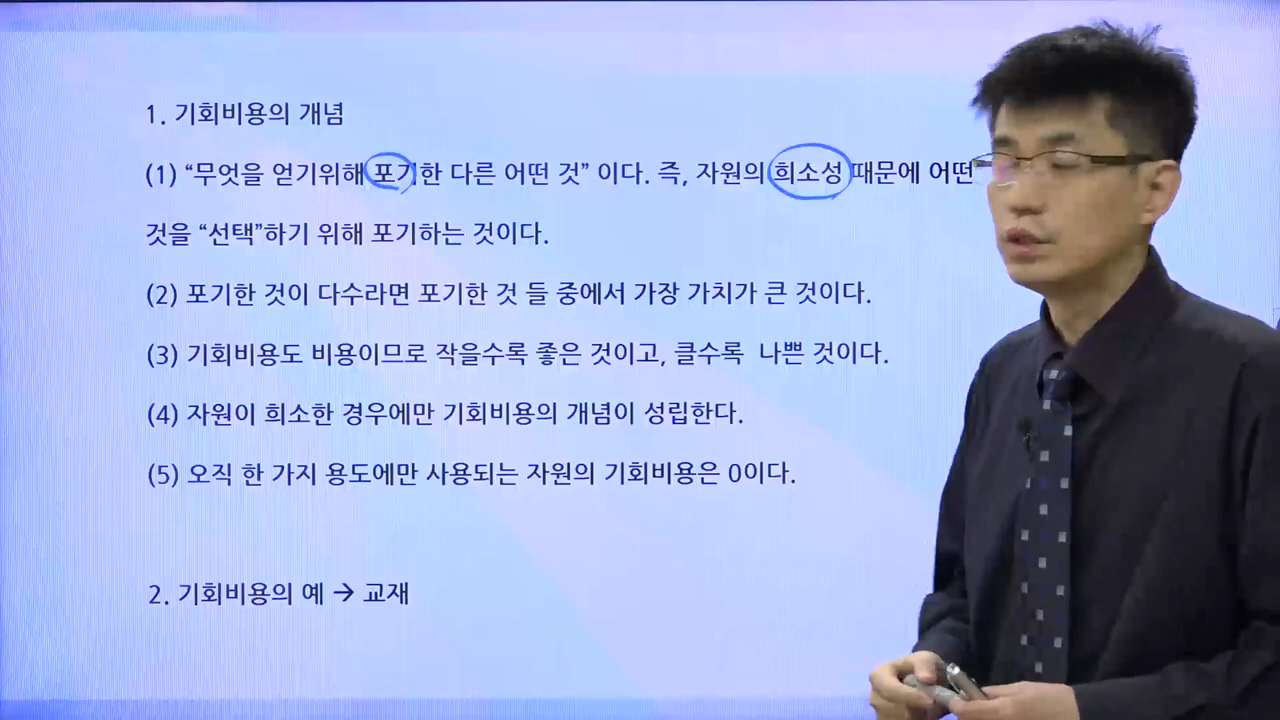 1. 기회비용의 개념
(1) “무엇을 얻기위해 포기한 다른 어떤 것” 이다. 즉, 자원의 희소성 때문에 어떤
것을 “선택”하기 위해 포기하는 것이다.
(2) 포기한 것이 다수라면 포기한 것 들 중에서 가장 가치가 큰 것이다.
(3) 기회비용도 비용이므로 작을수록 좋은 것이고, 클수록 나쁜 것이다.
(4) 자원이 희소한 경우에만 기회비용의 개념이 성립한다.
(5) 오직 한 가지 용도에만 사용되는 자원의 기회비용은 0이다.
2. 기회비용의 예 → 교재